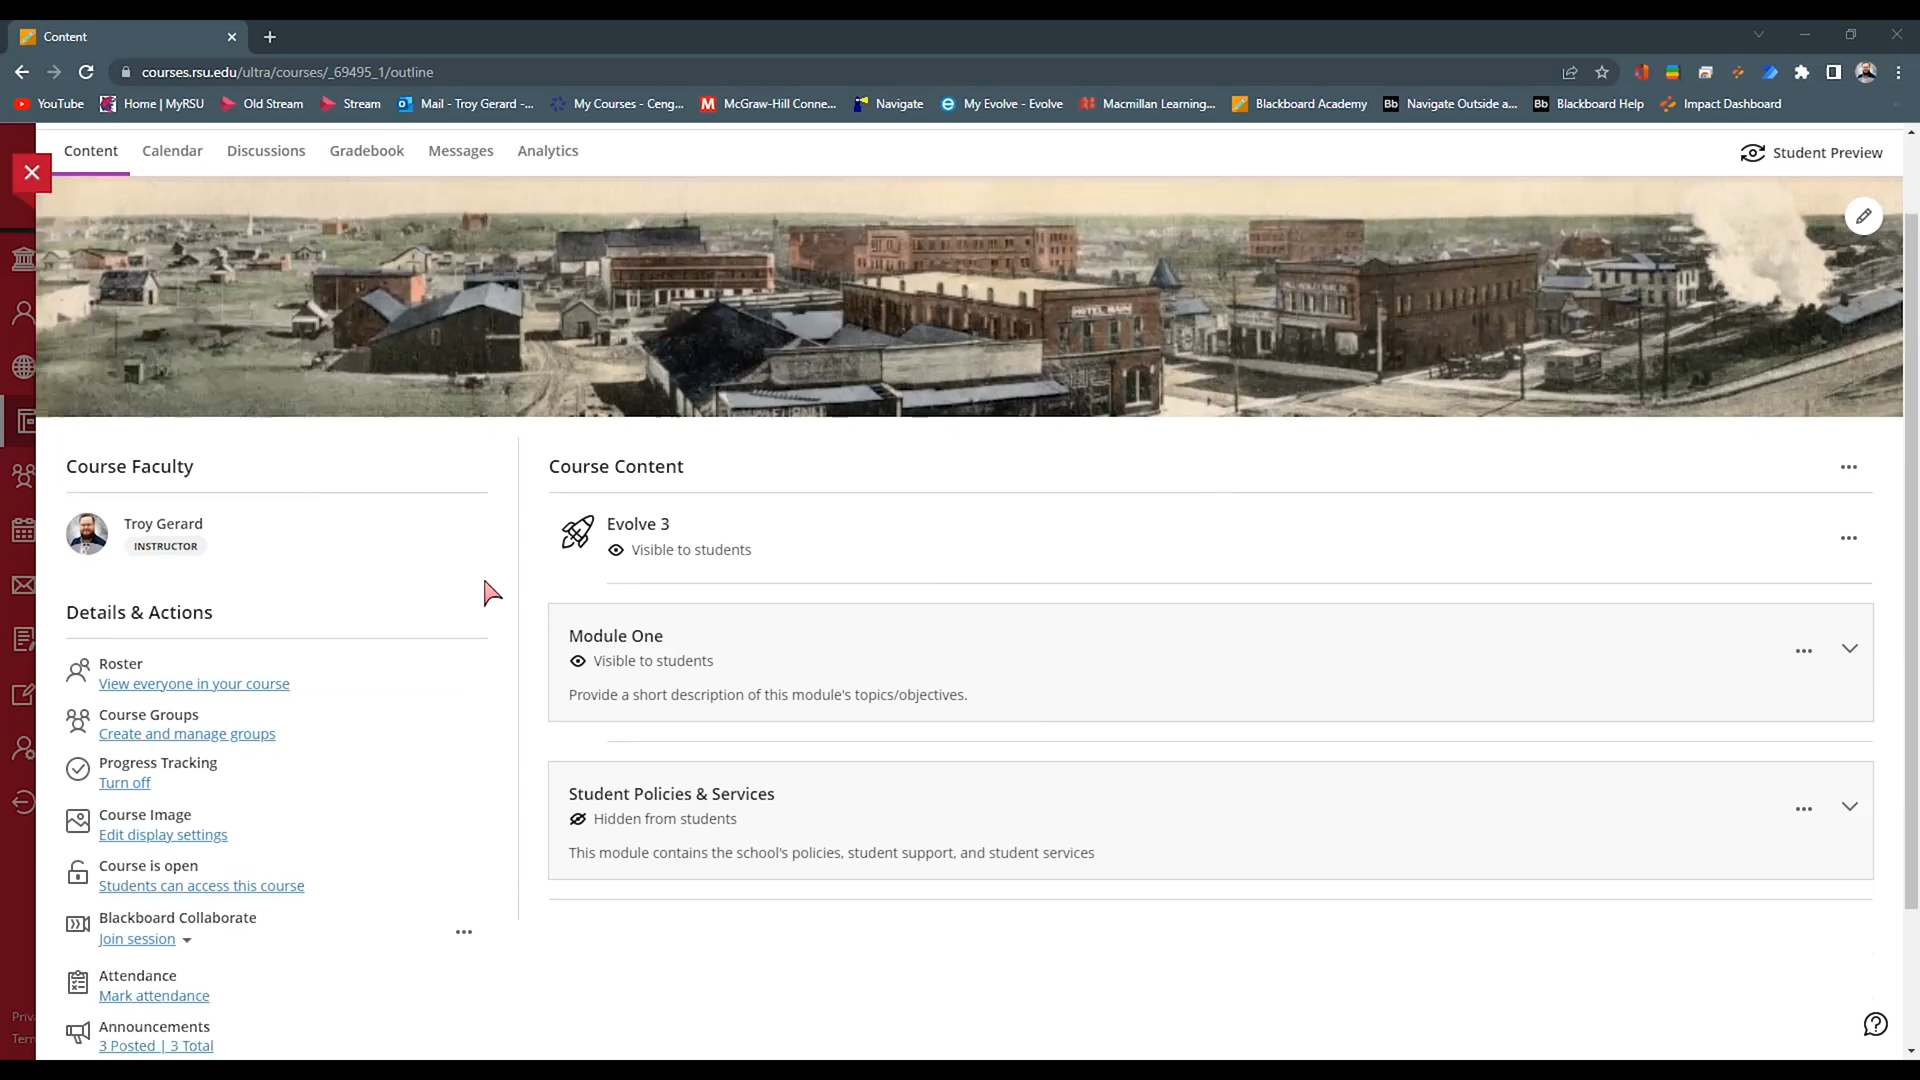 Content
courses.rsu.edu/ultra/courses/_69495_1/outline
YouTube
Home | MyRSU
Old Stream
Stream
Mail - Troy Gerard -...
My Courses - Ceng...
McGraw-Hill Conne...
Navigate
My Evolve - Evolve
Macmillan Learning...
Blackboard Academy
Bb Navigate Outside a...
Bb Blackboard Help
Impact Dashboard
Content
Calendar
Discussions
Gradebook
Messages
Analytics
Student Preview
HOTEL MAIN
Course Faculty
Troy Gerard
INSTRUCTOR
Details & Actions
Roster
View everyone in your course
Course Groups
Create and manage groups
Progress Tracking
Turn off
Course Image
Edit display settings
Course is open
Students can access this course
Blackboard Collaborate
Join session
Attendance
Mark attendance
Announcements
3 Posted | 3 Total
Course Content
Evolve 3
Visible to students
Module One
Visible to students
Provide a short description of this module's topics/objectives.
Student Policies & Services
Hidden from students
This module contains the school's policies, student support, and student services
Priva
Term